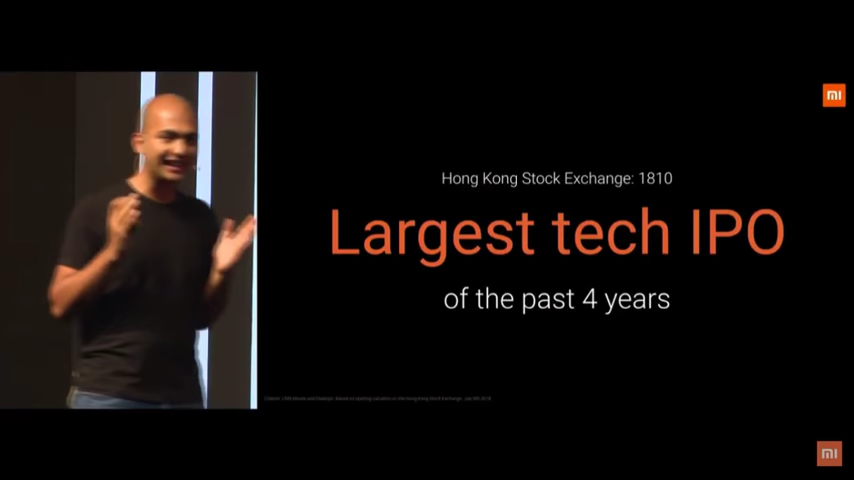 mi
Hong Kong Stock Exchange: 1810
Largest tech IPO
of the past 4 years
mi